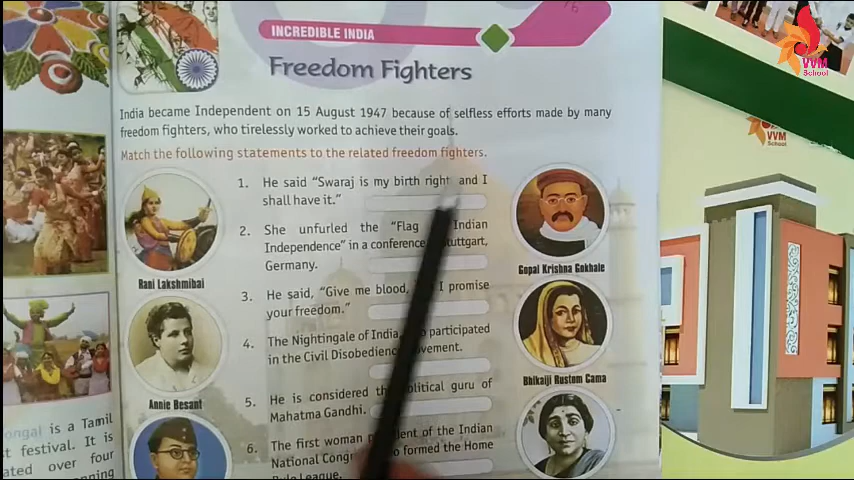 INCREDIBLE INDIA
Freedom Fighters
India became Independent on 15 August 1947 because of selfless efforts made by many
freedom fighters, who tirelessly worked to achieve their goals.
Match the following statements to the related freedom fighters.
1. He said "Swaraj is my birth right and I
shall have it."
2. She unfurled the "Flag Indian
Independence" in a conference Stuttgart,
Germany.
3. He said, "Give me blood, I promise
your freedom."
4. The Nightingale of India participated
in the Civil Disobedience
5. He is considered the political guru of
Mahatma Gandhi.
6. The first woman of the Indian
National formed the Home
Rule League.
Rani Lakshmibai
Annie Besant
Gopal Krishna Gokhale
Bhikaiji Rustom Cama
is a Tamil
festival. It is
over four
VVM
School
VVM
School